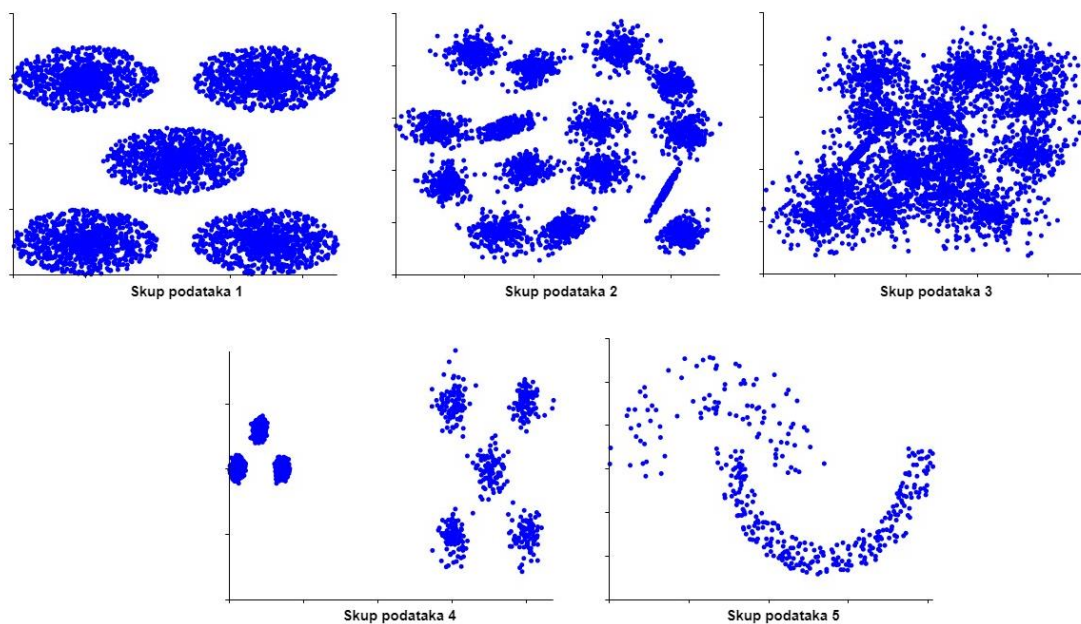 Skup podataka 1
Skup podataka 2
Skup podataka 3
Skup podataka 4
Skup podataka 5